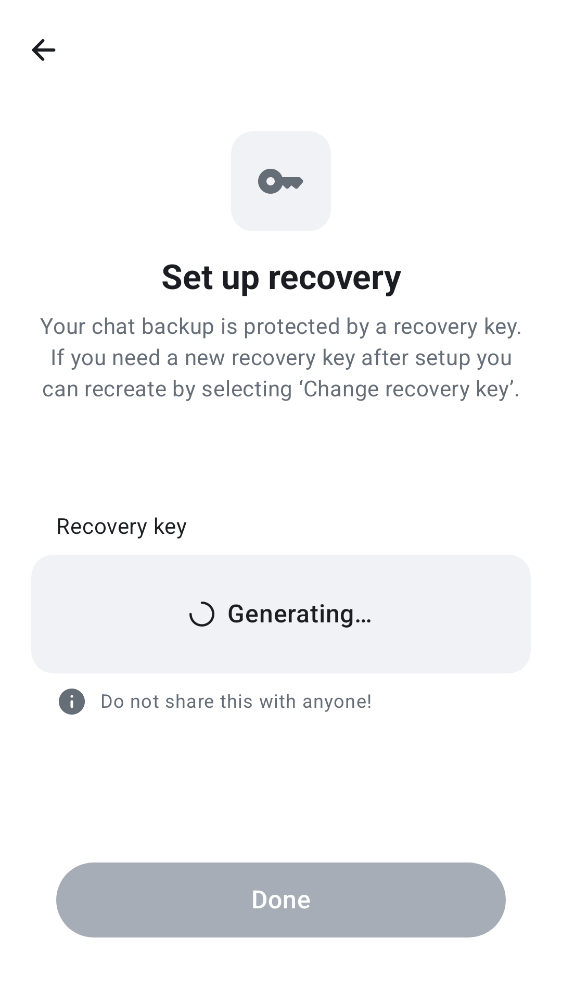 Set up recovery
Your chat backup is protected by a recovery key.
If you need a new recovery key after setup you
can recreate by selecting ‘Change recovery key’.
Recovery key
Generating…
Do not share this with anyone!
Done